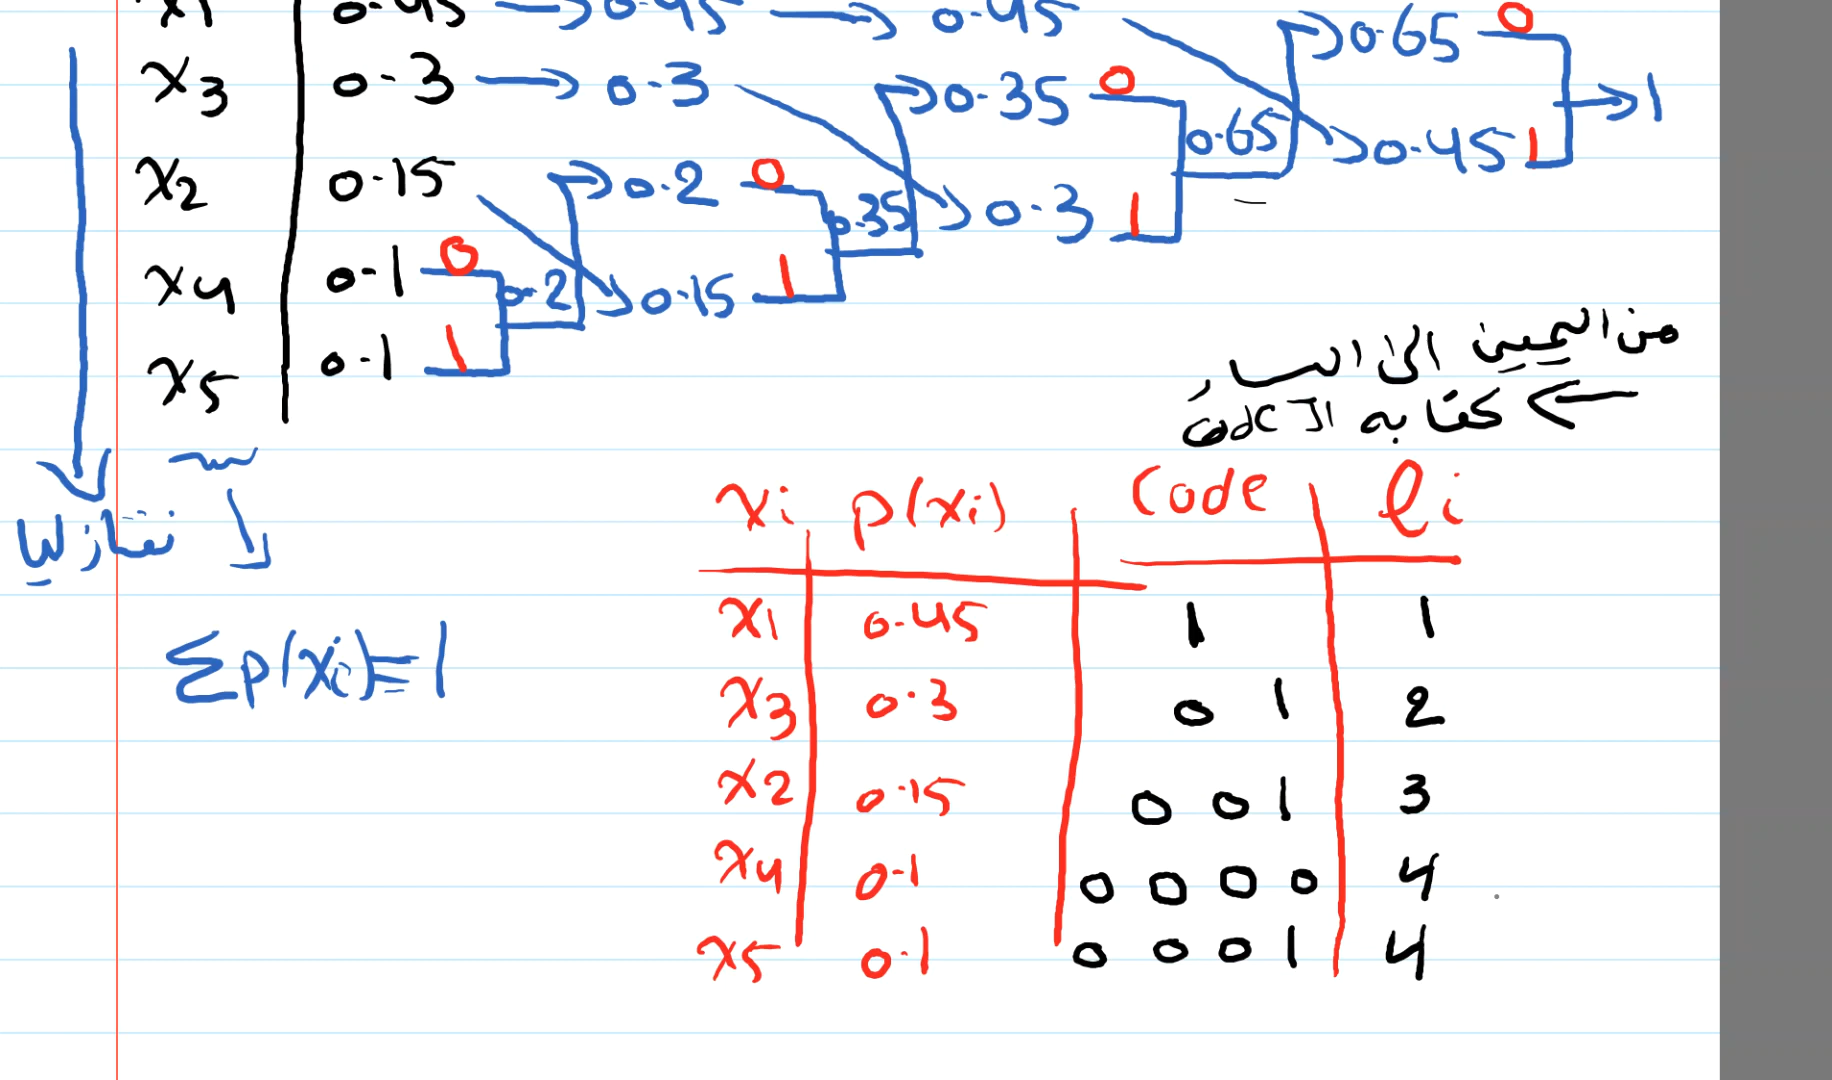 x1 0.45 → 0.45 → 0.45 → 0.65 0
x3 0.3 → 0.3 → 0.35 0 → 1
x2 0.15 → 0.2 0 0.65 → 0.45 1
x4 0.1 0 0.2 → 0.15 1 0.35 → 0.3 1
x5 0.1 1
من اليمين الى اليسار
← كتابه الـ Code
تنازليا
Σp(xi)=1
xi p(xi) Code li
x1 0.45 1 1
x3 0.3 0 1 2
x2 0.15 0 0 1 3
x4 0.1 0 0 0 0 4
x5 0.1 0 0 0 1 4